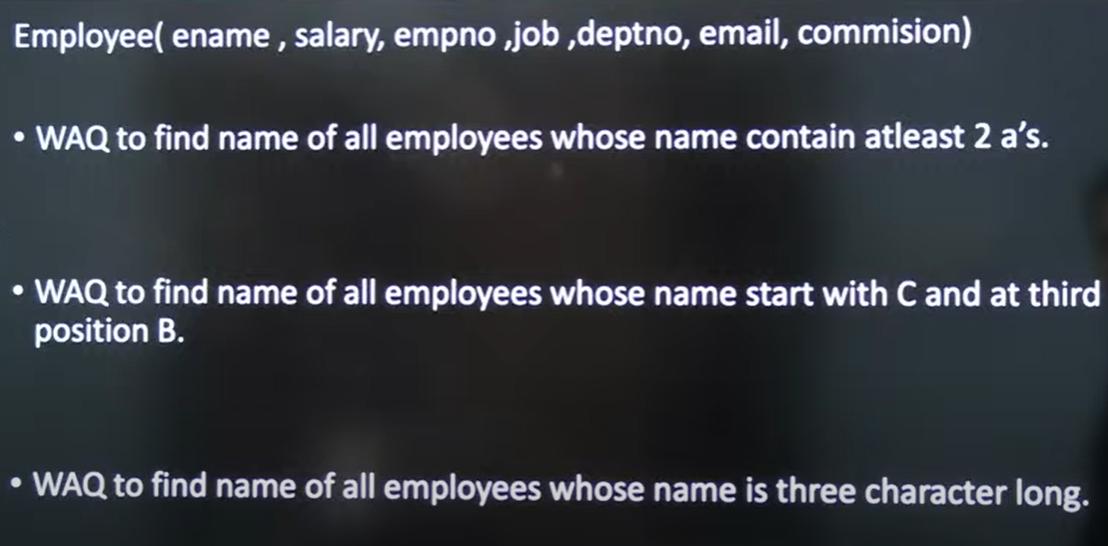 Employee( ename , salary, empno ,job ,deptno, email, commision)
• WAQ to find name of all employees whose name contain atleast 2 a’s.
• WAQ to find name of all employees whose name start with C and at third
position B.
• WAQ to find name of all employees whose name is three character long.